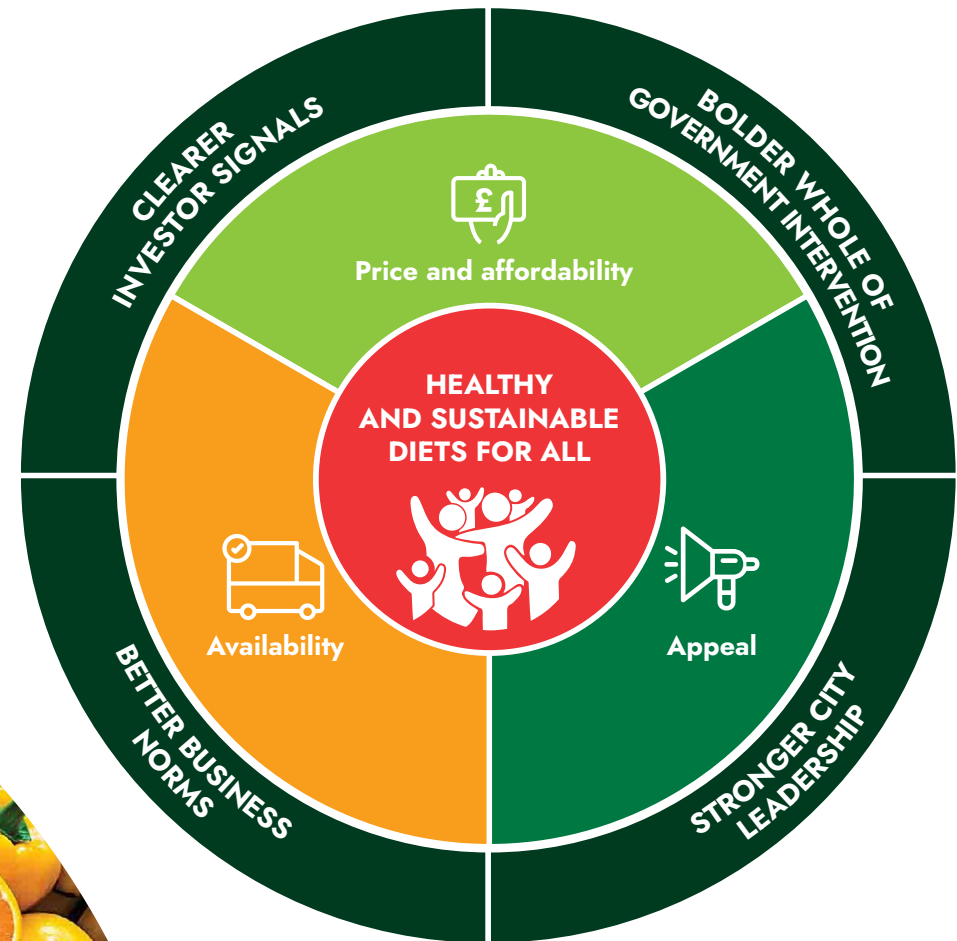 CLEARER
INVESTOR SIGNALS
BOLDER WHOLE OF
GOVERNMENT INTERVENTION
£
Price and affordability
HEALTHY
AND SUSTAINABLE
DIETS FOR ALL
Availability
Appeal
BETTER BUSINESS
NORMS
STRONGER CITY
LEADERSHIP